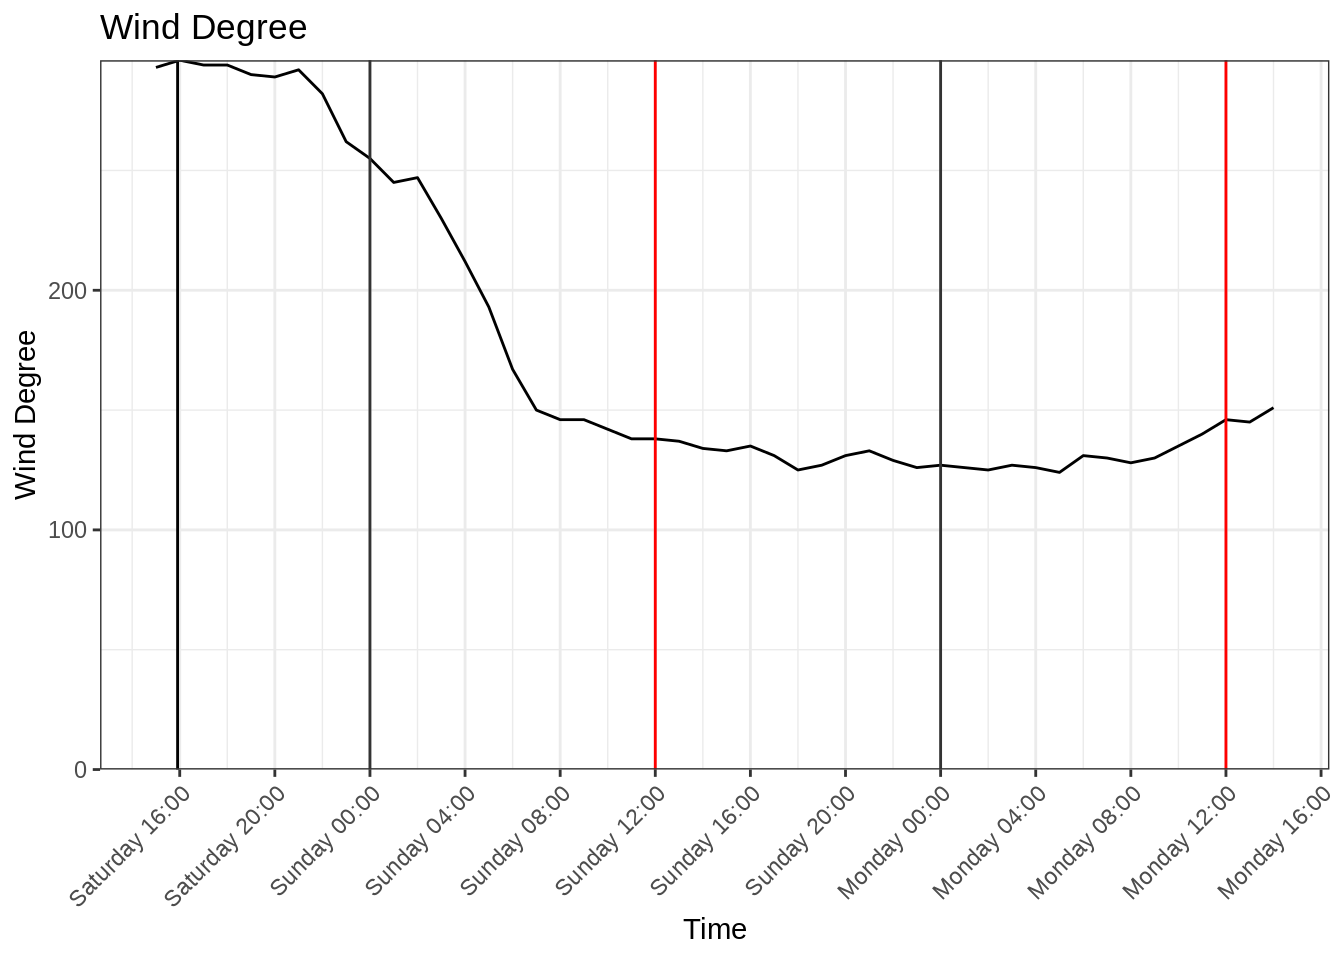 Wind Degree
Wind Degree
200
100
0
Saturday 16:00
Saturday 20:00
Sunday 00:00
Sunday 04:00
Sunday 08:00
Sunday 12:00
Sunday 16:00
Sunday 20:00
Monday 00:00
Monday 04:00
Monday 08:00
Monday 12:00
Monday 16:00
Time